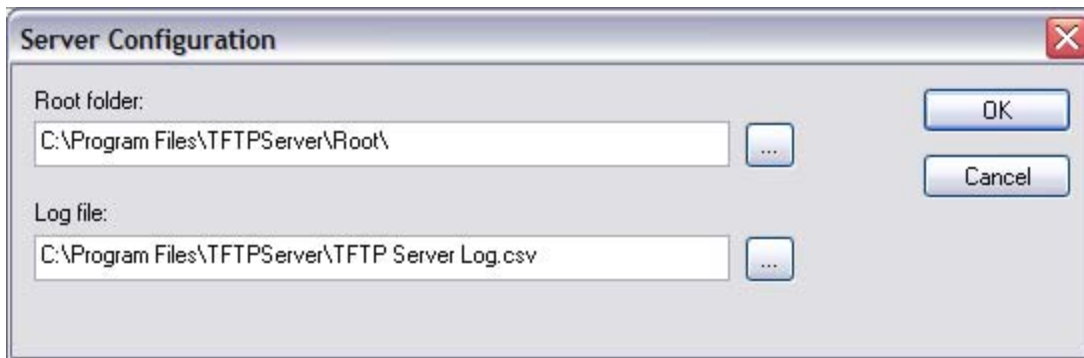 Server Configuration
Root folder:
C:\Program Files\TFTPServer\Root\
...
OK
Cancel
Log file:
C:\Program Files\TFTPServer\TFTP Server Log.csv
...